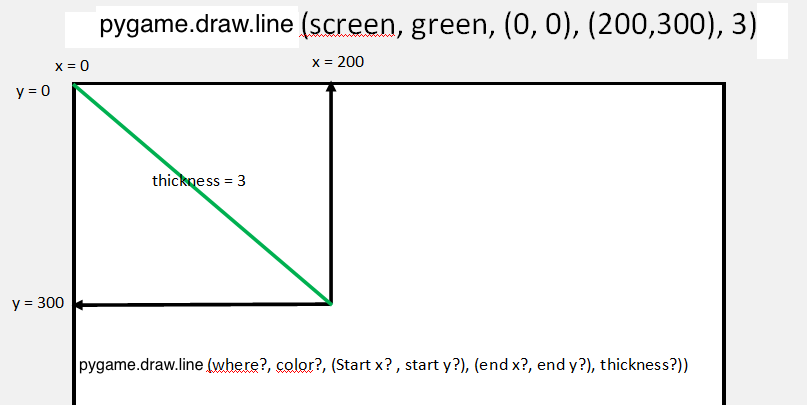 pygame.draw.line (screen, green, (0, 0), (200,300), 3)
x = 0
x = 200
y = 0
thickness = 3
y = 300
pygame.draw.line (where?, color?, (Start x? , start y?), (end x?, end y?), thickness?))